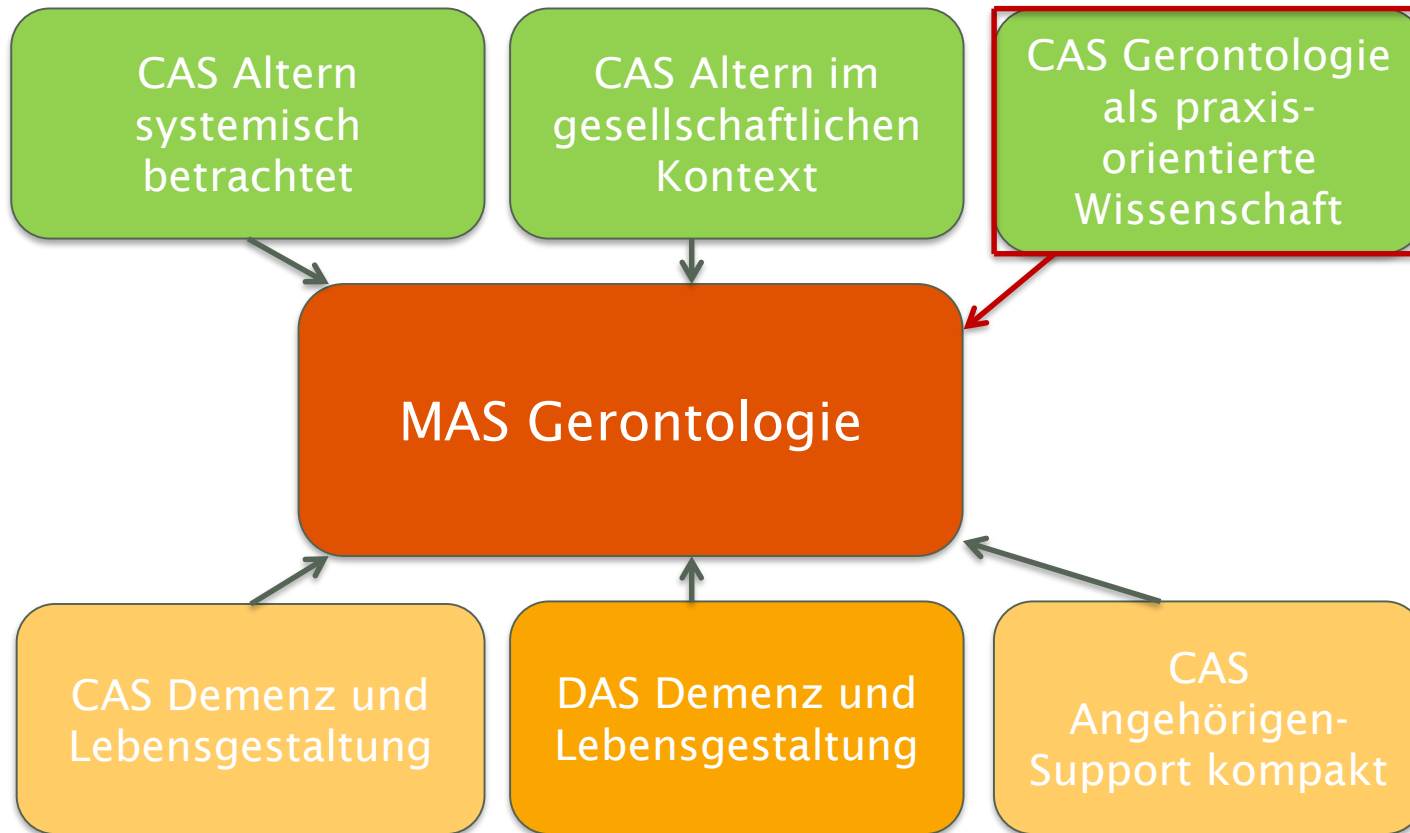 CAS Altern
systemisch
betrachtet
CAS Altern im
gesellschaftlichen
Kontext
CAS Gerontologie
als praxis-
orientierte
Wissenschaft
MAS Gerontologie
CAS Demenz und
Lebensgestaltung
DAS Demenz und
Lebensgestaltung
CAS
Angehörigen-
Support kompakt